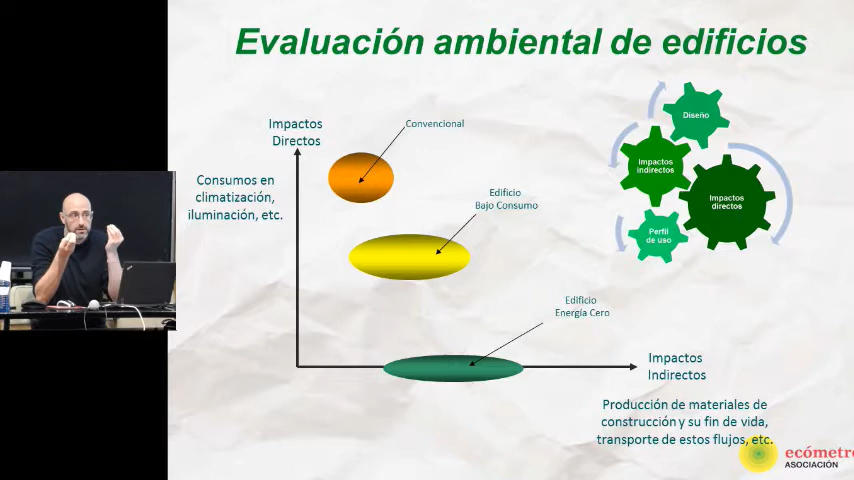 Evaluación ambiental de edificios
Impactos
Directos
Convencional
Consumos en
climatización,
iluminación, etc.
Edificio
Bajo Consumo
Edificio
Energía Cero
Diseño
Impactos
indirectos
Impactos
directos
Perfil
de uso
Impactos
Indirectos
Producción de materiales de
construcción y su fin de vida,
transporte de estos flujos, etc.
ecómetro
ASOCIACIÓN